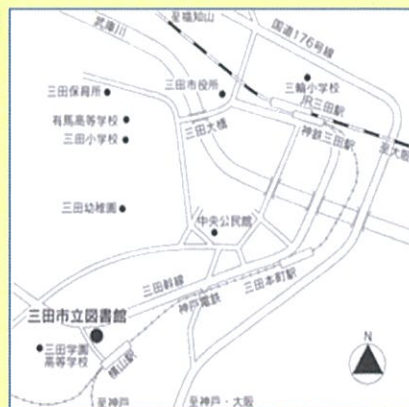 至福知山
武庫川
国道176号線
三田保育所
三田市役所
三輪小学校
JR三田駅
有馬高等学校
三田小学校
三田大橋
神鉄三田駅
至大阪
三田幼稚園
中央公民館
三田幹線
神戸電鉄
三田本町駅
三田市立図書館
三田学園
高等学校
横山駅
N
至神戸
至神戸・大阪